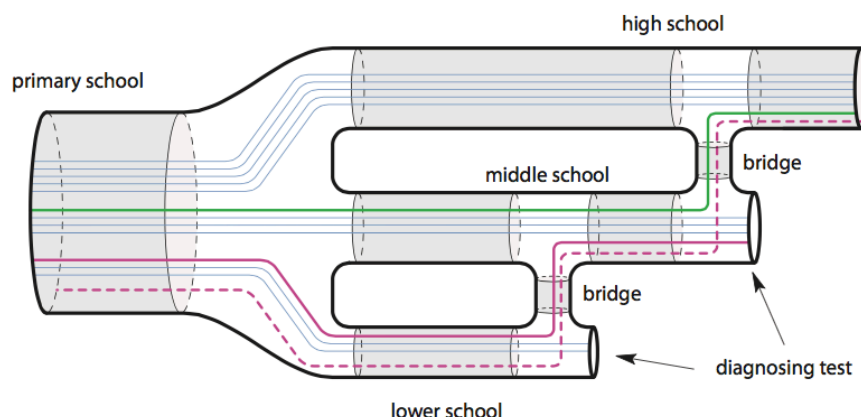 high school
primary school
bridge
middle school
bridge
diagnosing test
lower school